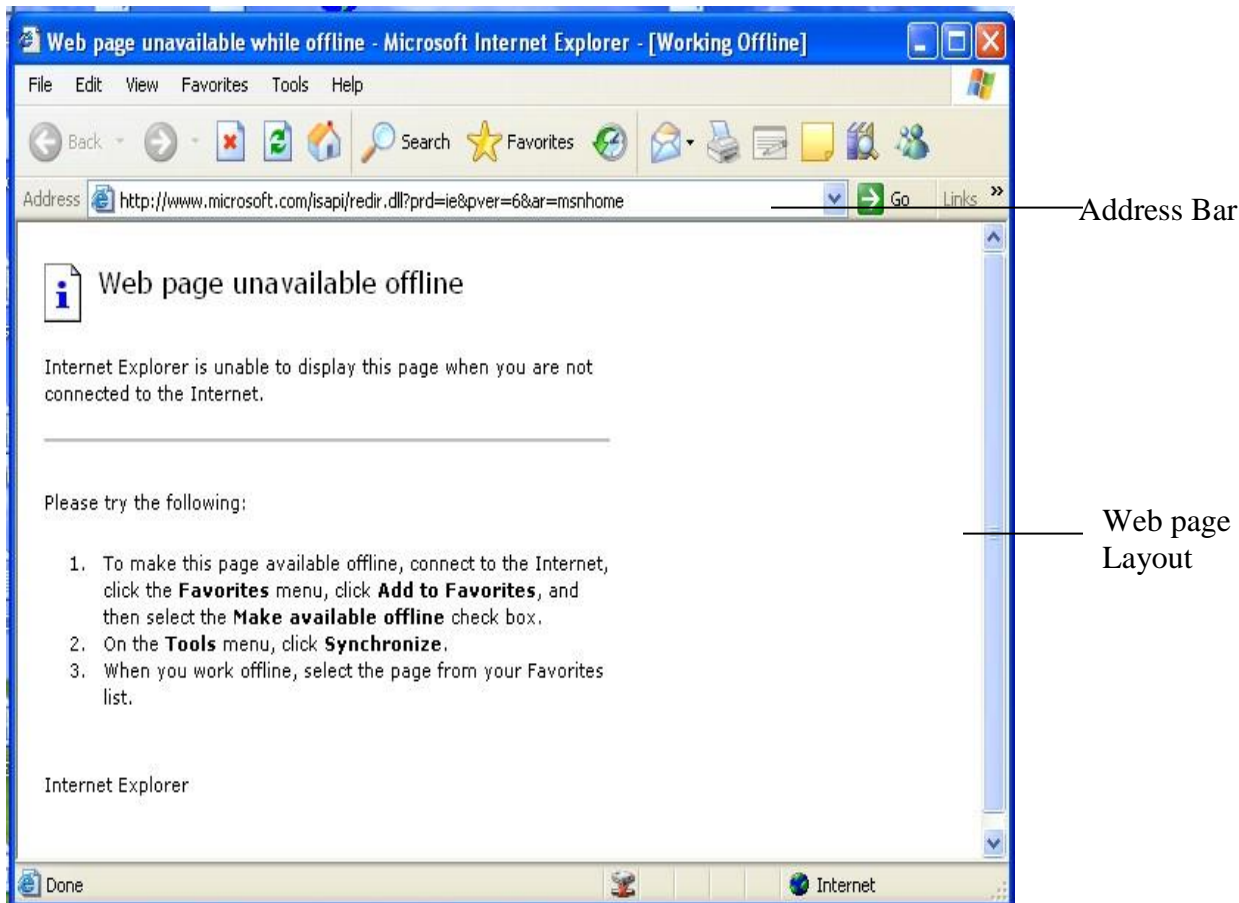 Web page unavailable while offline - Microsoft Internet Explorer - [Working Offline]
File Edit View Favorites Tools Help
Back Search Favorites
Address http://www.microsoft.com/isapi/redir.dll?prd=ie&pver=6&ar=msnhome Go Links »
Address Bar
Web page unavailable offline
Internet Explorer is unable to display this page when you are not
connected to the Internet.
Please try the following:
1. To make this page available offline, connect to the Internet,
click the Favorites menu, click Add to Favorites, and
then select the Make available offline check box.
2. On the Tools menu, click Synchronize.
3. When you work offline, select the page from your Favorites
list.
Web page
Layout
Internet Explorer
Done Internet